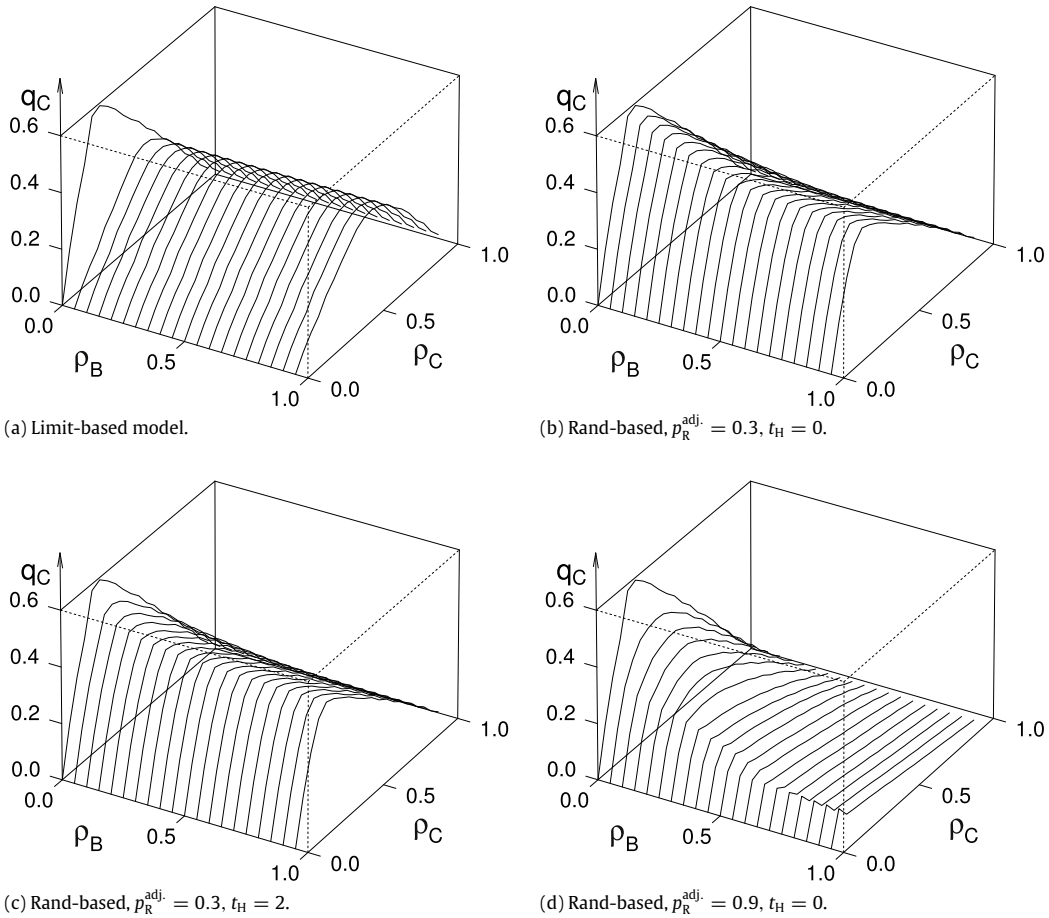 q_C
0.6
0.4
0.2
0.0
0.0
ρ_B
0.5
1.0
0.0
ρ_C
0.5
1.0
(a) Limit-based model.
q_C
0.6
0.4
0.2
0.0
0.0
ρ_B
0.5
1.0
0.0
ρ_C
0.5
1.0
(b) Rand-based, p_R^adj. = 0.3, t_H = 0.
q_C
0.6
0.4
0.2
0.0
0.0
ρ_B
0.5
1.0
0.0
ρ_C
0.5
1.0
(c) Rand-based, p_R^adj. = 0.3, t_H = 2.
q_C
0.6
0.4
0.2
0.0
0.0
ρ_B
0.5
1.0
0.0
ρ_C
0.5
1.0
(d) Rand-based, p_R^adj. = 0.9, t_H = 0.